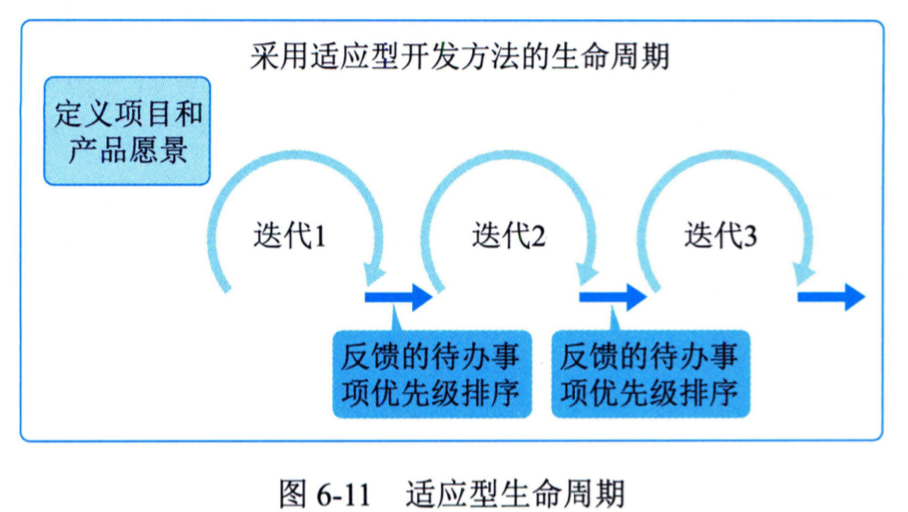 采用适应型开发方法的生命周期
定义项目和
产品愿景
迭代1
迭代2
迭代3
反馈的待办事
项优先级排序
反馈的待办事
项优先级排序
图 6-11 适应型生命周期